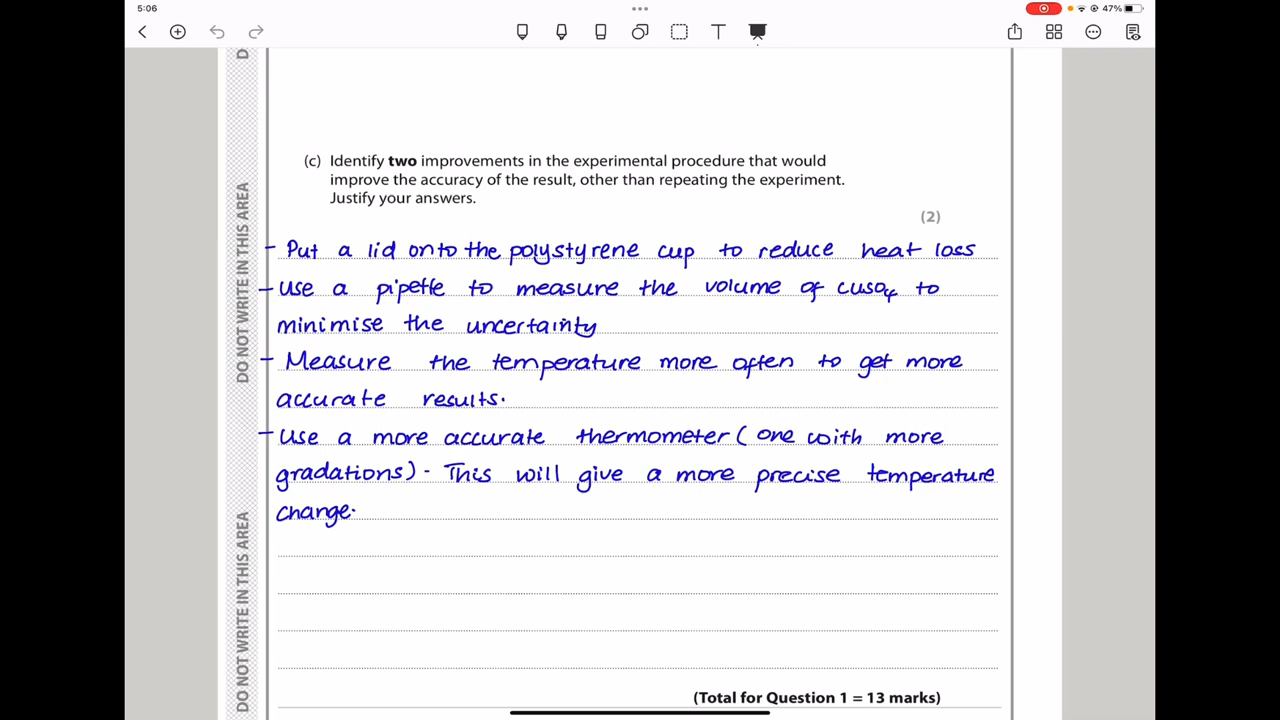 5:06
47%
D
(c) Identify two improvements in the experimental procedure that would
improve the accuracy of the result, other than repeating the experiment.
Justify your answers.
(2)
- Put a lid onto the polystyrene cup to reduce heat loss
- Use a pipette to measure the volume of CuSO4 to
minimise the uncertainty
- Measure the temperature more often to get more
accurate results.
- Use a more accurate thermometer (one with more
gradations). This will give a more precise temperature
change.
(Total for Question 1 = 13 marks)
DO NOT WRITE IN THIS AREA
DO NOT WRITE IN THIS AREA